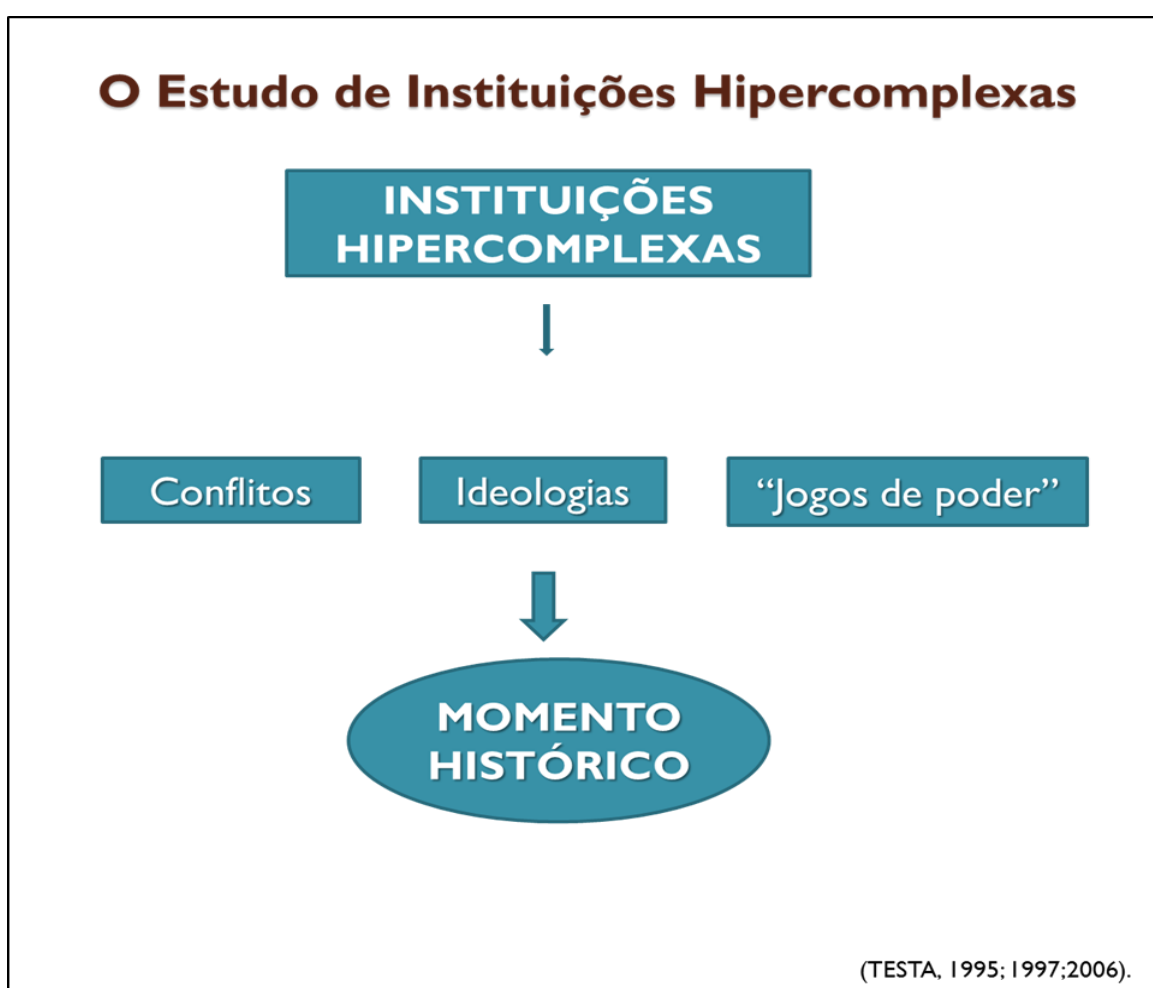 O Estudo de Instituições Hipercomplexas
INSTITUIÇÕES
HIPERCOMPLEXAS
Conflitos
Ideologias
“Jogos de poder”
MOMENTO
HISTÓRICO
(TESTA, 1995; 1997;2006).